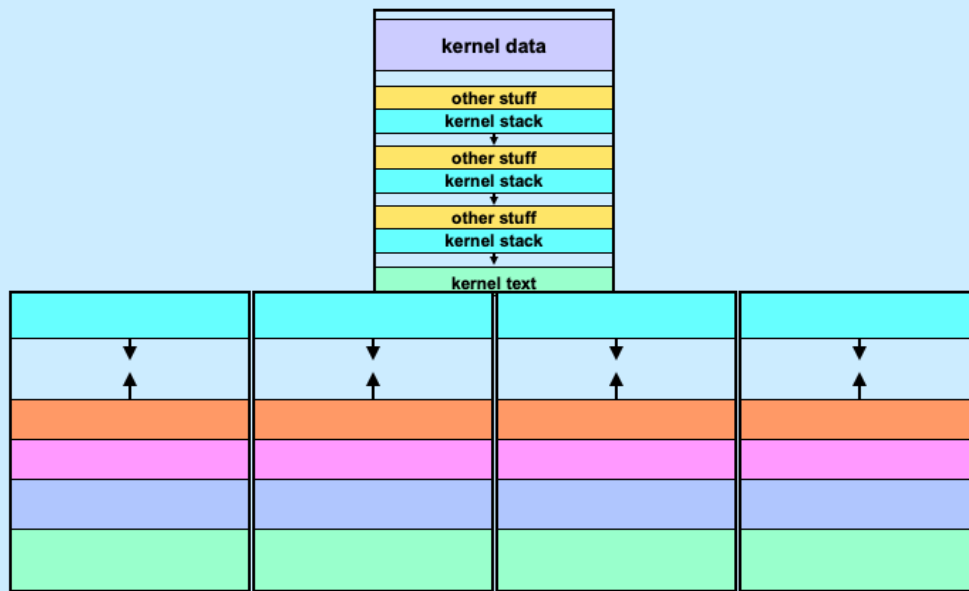 kernel data
other stuff
kernel stack
other stuff
kernel stack
other stuff
kernel stack
kernel text